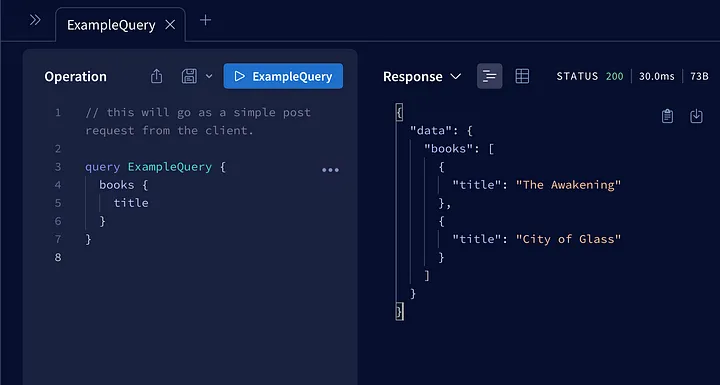 ExampleQuery
Operation
ExampleQuery
1 // this will go as a simple post
request from the client.
2
3 query ExampleQuery {
4 books {
5 title
6 }
7 }
8
Response
STATUS 200 30.0ms 73B
{
"data": {
"books": [
{
"title": "The Awakening"
},
{
"title": "City of Glass"
}
]
}
}